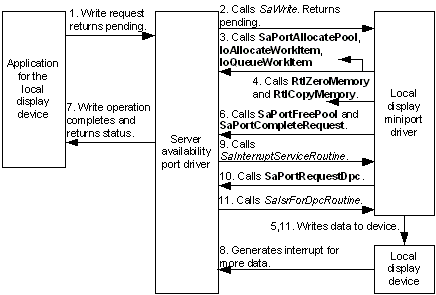 1. Write request
returns pending.
2. Calls SaWrite. Returns
pending.
3. Calls SaPortAllocatePool,
IoAllocateWorkItem,
IoQueueWorkItem
Application
for the
local
display
device
4. Calls RtlZeroMemory
and RtlCopyMemory.
7. Write operation
completes and
returns status.
Server
availability
port driver
Local
display
miniport
driver
6. Calls SaPortFreePool and
SaPortCompleteRequest.
9. Calls
SaInterruptServiceRoutine.
10. Calls SaPortRequestDpc.
11. Calls SaIsrForDpcRoutine.
5,11. Writes data to device.
8. Generates interrupt for
more data.
Local
display
device